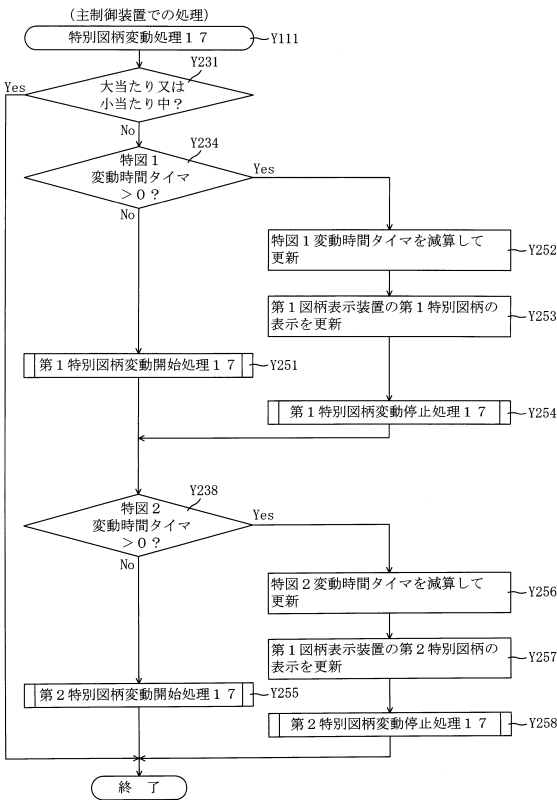 (主制御装置での処理)
特別図柄変動処理17
Y111
Y231
Yes
大当たり又は
小当たり中?
No
Y234
特図1
変動時間タイマ
>0?
Yes
No
特図1変動時間タイマを減算して
更新
Y252
第1図柄表示装置の第1特別図柄の
表示を更新
Y253
第1特別図柄変動開始処理17
Y251
第1特別図柄変動停止処理17
Y254
Y238
特図2
変動時間タイマ
>0?
Yes
No
特図2変動時間タイマを減算して
更新
Y256
第1図柄表示装置の第2特別図柄の
表示を更新
Y257
第2特別図柄変動開始処理17
Y255
第2特別図柄変動停止処理17
Y258
終 了